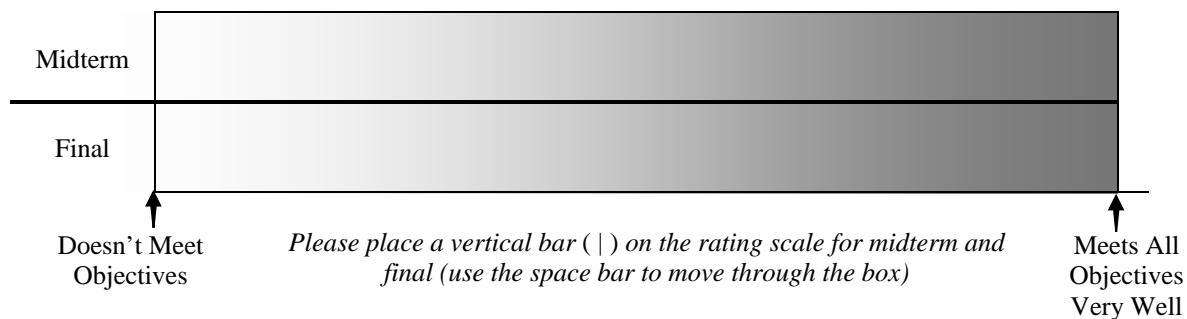 Midterm
Final
Doesn’t Meet
Objectives
Please place a vertical bar ( | ) on the rating scale for midterm and
final (use the space bar to move through the box)
Meets All
Objectives
Very Well